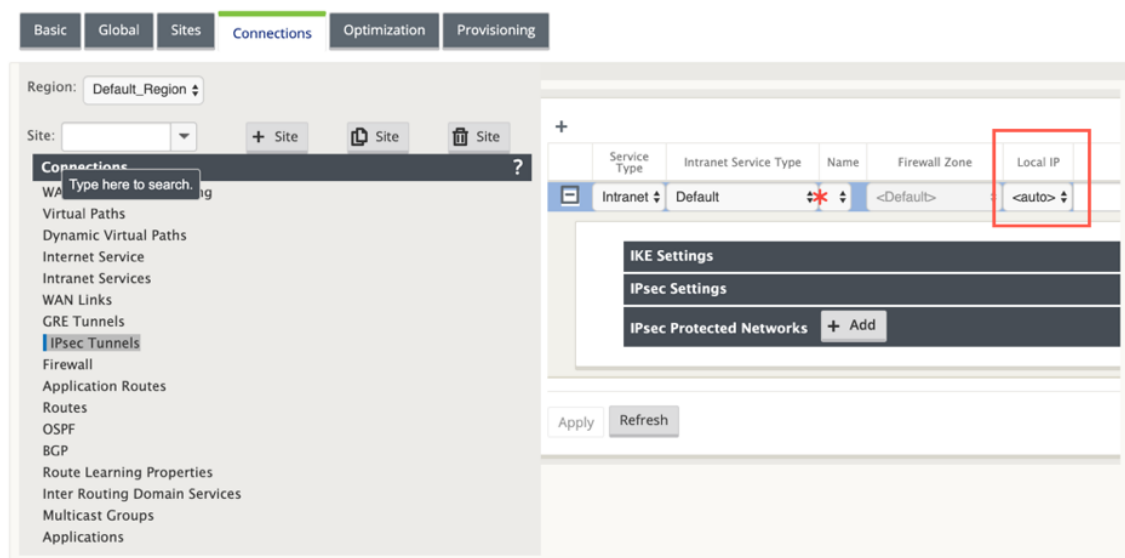 Basic Global Sites Connections Optimization Provisioning
Region: Default_Region
Site: + Site Site Site
Connections ?
Type here to search.
WA ng
Virtual Paths
Dynamic Virtual Paths
Internet Service
Intranet Services
WAN Links
GRE Tunnels
IPsec Tunnels
Firewall
Application Routes
Routes
OSPF
BGP
Route Learning Properties
Inter Routing Domain Services
Multicast Groups
Applications
+
Service Type Intranet Service Type Name Firewall Zone Local IP
Intranet Default * <Default> <auto>
IKE Settings
IPsec Settings
IPsec Protected Networks + Add
Apply Refresh